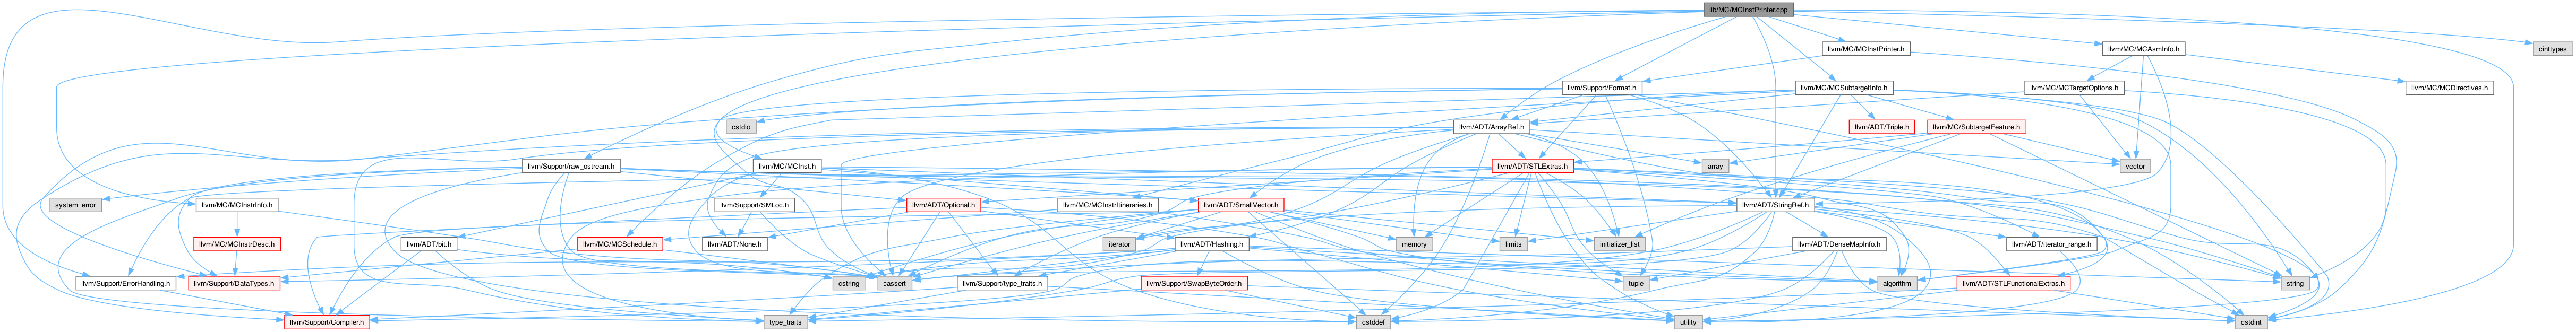 lib/MC/MCInstPrinter.cpp
llvm/MC/MCInstPrinter.h
llvm/MC/MCAsmInfo.h
cinttypes
llvm/Support/Format.h
llvm/MC/MCSubtargetInfo.h
llvm/MC/MCTargetOptions.h
llvm/MC/MCDirectives.h
cstdio
llvm/ADT/ArrayRef.h
llvm/ADT/Triple.h
llvm/MC/SubtargetFeature.h
llvm/Support/raw_ostream.h
llvm/MC/MCInst.h
llvm/ADT/STLExtras.h
array
vector
system_error
llvm/MC/MCInstrInfo.h
llvm/Support/SMLoc.h
llvm/ADT/Optional.h
llvm/MC/MCInstrItineraries.h
llvm/ADT/SmallVector.h
llvm/ADT/StringRef.h
llvm/MC/MCInstrDesc.h
llvm/ADT/bit.h
llvm/ADT/None.h
llvm/MC/MCSchedule.h
iterator
llvm/ADT/Hashing.h
memory
limits
initializer_list
llvm/ADT/DenseMapInfo.h
llvm/ADT/iterator_range.h
llvm/Support/ErrorHandling.h
llvm/Support/DataTypes.h
cstring
cassert
llvm/Support/type_traits.h
llvm/Support/SwapByteOrder.h
tuple
algorithm
llvm/ADT/STLFunctionalExtras.h
string
llvm/Support/Compiler.h
type_traits
cstddef
utility
cstdint